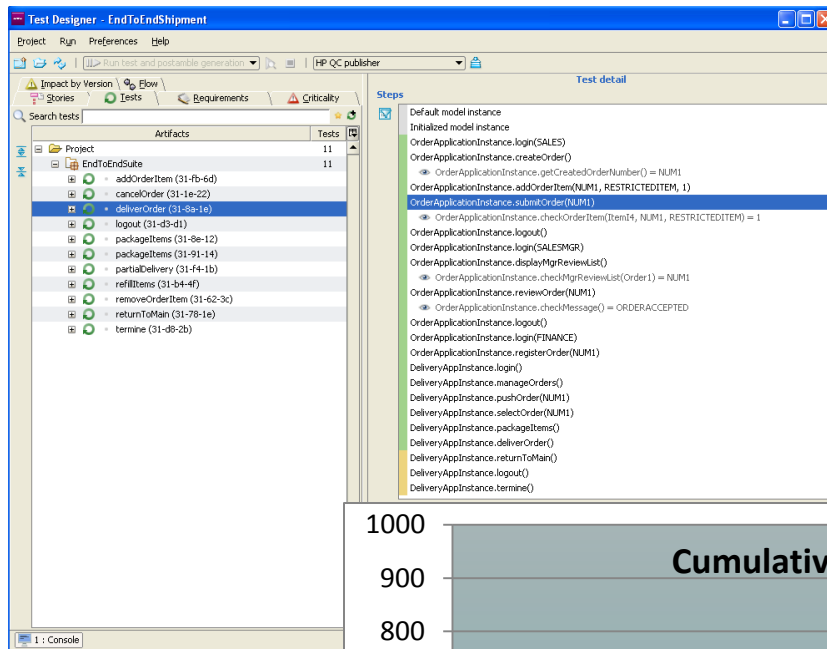 Test Designer - EndToEndShipment
Project Run Preferences Help
Run test and postamble generation
HP QC publisher
Impact by Version
Flow
Stories
Tests
Requirements
Criticality
Search tests
Artifacts Tests
Project 11
EndToEndSuite 11
addOrderItem (31-fb-6d)
cancelOrder (31-1e-22)
deliverOrder (31-8a-1e)
logout (31-d3-d1)
packageItems (31-8e-12)
packageItems (31-91-14)
partialDelivery (31-f4-1b)
refillItems (31-b4-4f)
removeOrderItem (31-62-3c)
returnToMain (31-78-1e)
termine (31-d8-2b)
1 : Console
Test detail
Steps
Default model instance
Initialized model instance
OrderApplicationInstance.login(SALES)
OrderApplicationInstance.createOrder()
OrderApplicationInstance.getCreatedOrderNumber() = NUM1
OrderApplicationInstance.addOrderItem(NUM1, RESTRICTEDITEM, 1)
OrderApplicationInstance.submitOrder(NUM1)
OrderApplicationInstance.checkOrderItem(ItemI4, NUM1, RESTRICTEDITEM) = 1
OrderApplicationInstance.logout()
OrderApplicationInstance.login(SALESMGR)
OrderApplicationInstance.displayMgrReviewList()
OrderApplicationInstance.checkMgrReviewList(Order1) = NUM1
OrderApplicationInstance.reviewOrder(NUM1)
OrderApplicationInstance.checkMessage() = ORDERACCEPTED
OrderApplicationInstance.logout()
OrderApplicationInstance.login(FINANCE)
OrderApplicationInstance.registerOrder(NUM1)
DeliveryAppInstance.login()
DeliveryAppInstance.manageOrders()
DeliveryAppInstance.pushOrder(NUM1)
DeliveryAppInstance.selectOrder(NUM1)
DeliveryAppInstance.packageItems()
DeliveryAppInstance.deliverOrder()
DeliveryAppInstance.returnToMain()
DeliveryAppInstance.logout()
DeliveryAppInstance.termine()
1000
Cumulativ
900
800